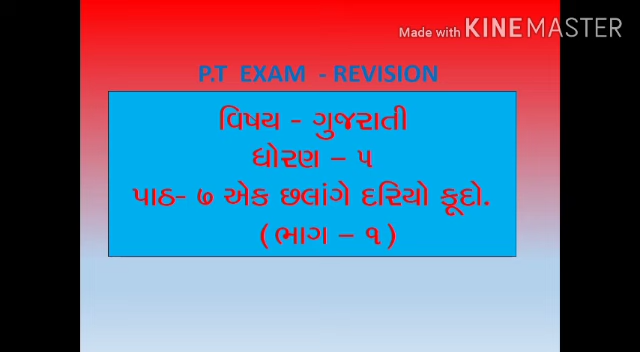 Made with KINEMASTER
P.T EXAM - REVISION
વિષય - ગુજરાતી
ધોરણ – ૫
પાઠ- ૭ એક છલાંગે દરિયો કૂદો.
(ભાગ – ૧)